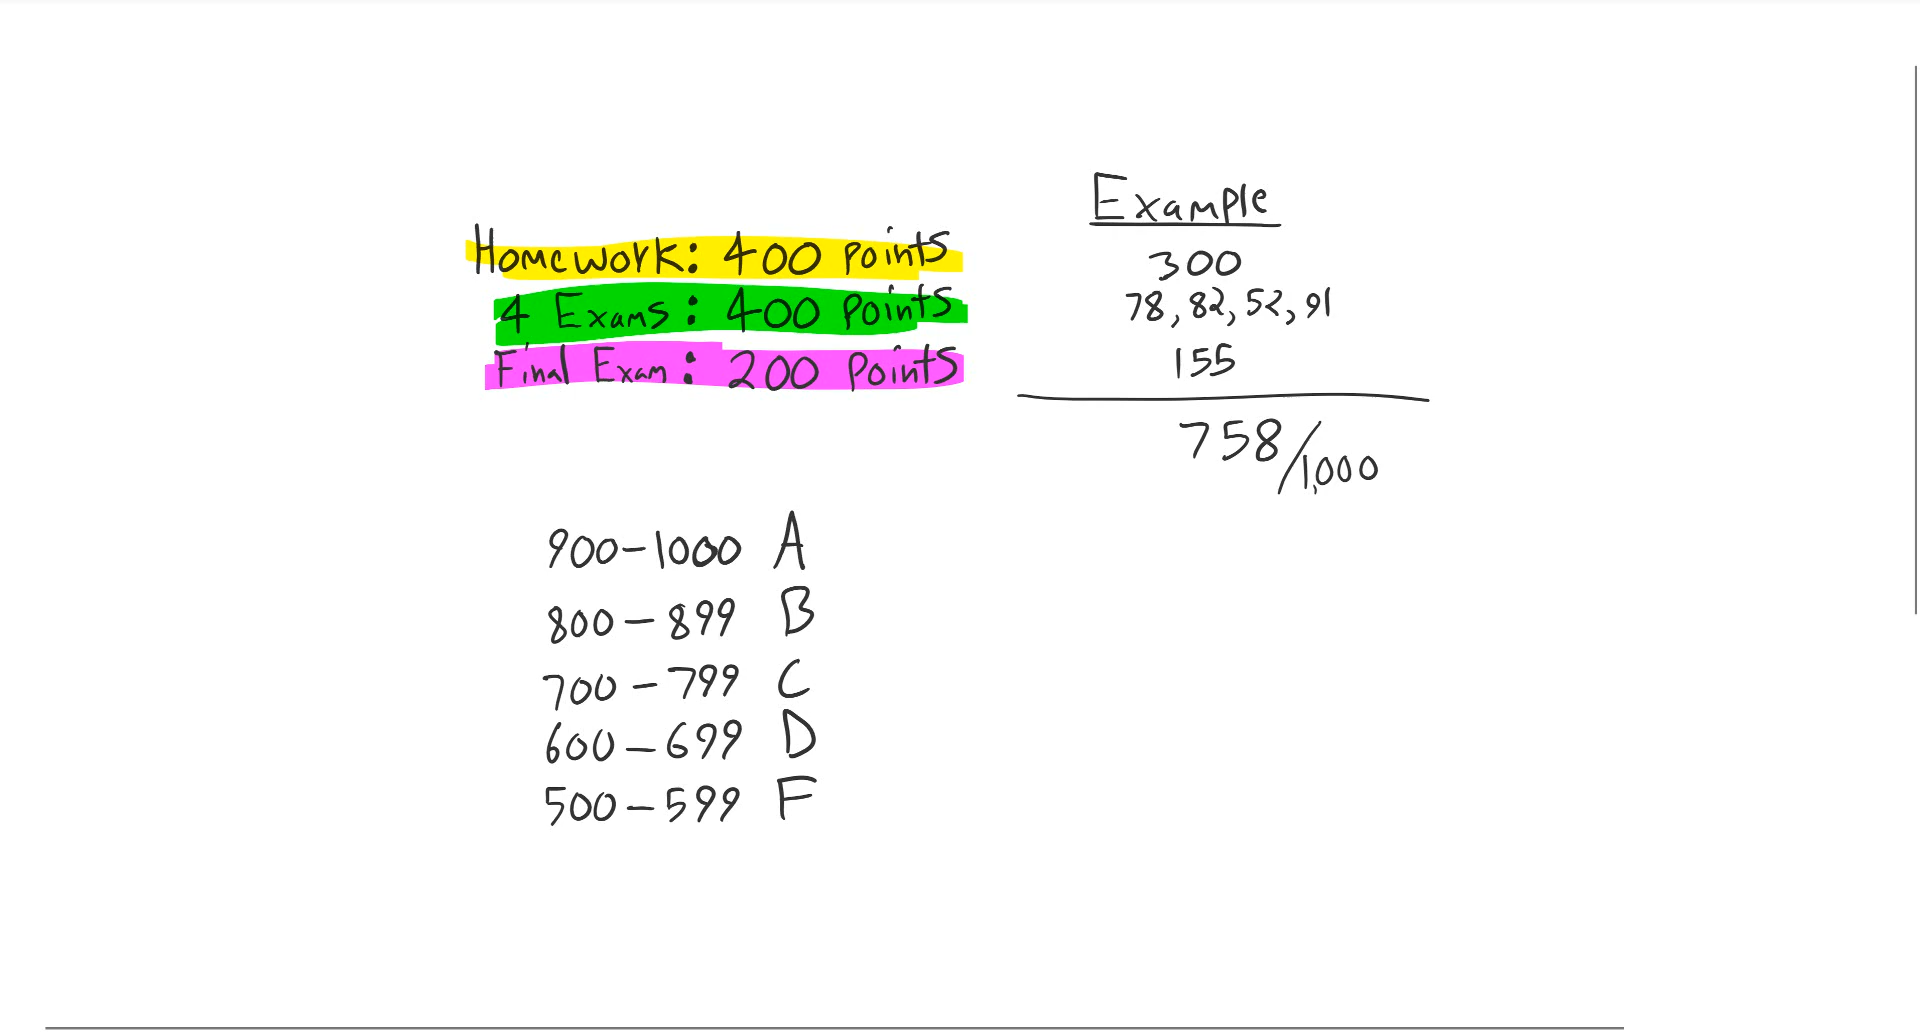 Homework: 400 points
4 Exams: 400 points
Final Exam: 200 points
Example
300
78, 82, 52, 91
155
758/1,000
900-1000 A
800-899 B
700-799 C
600-699 D
500-599 F